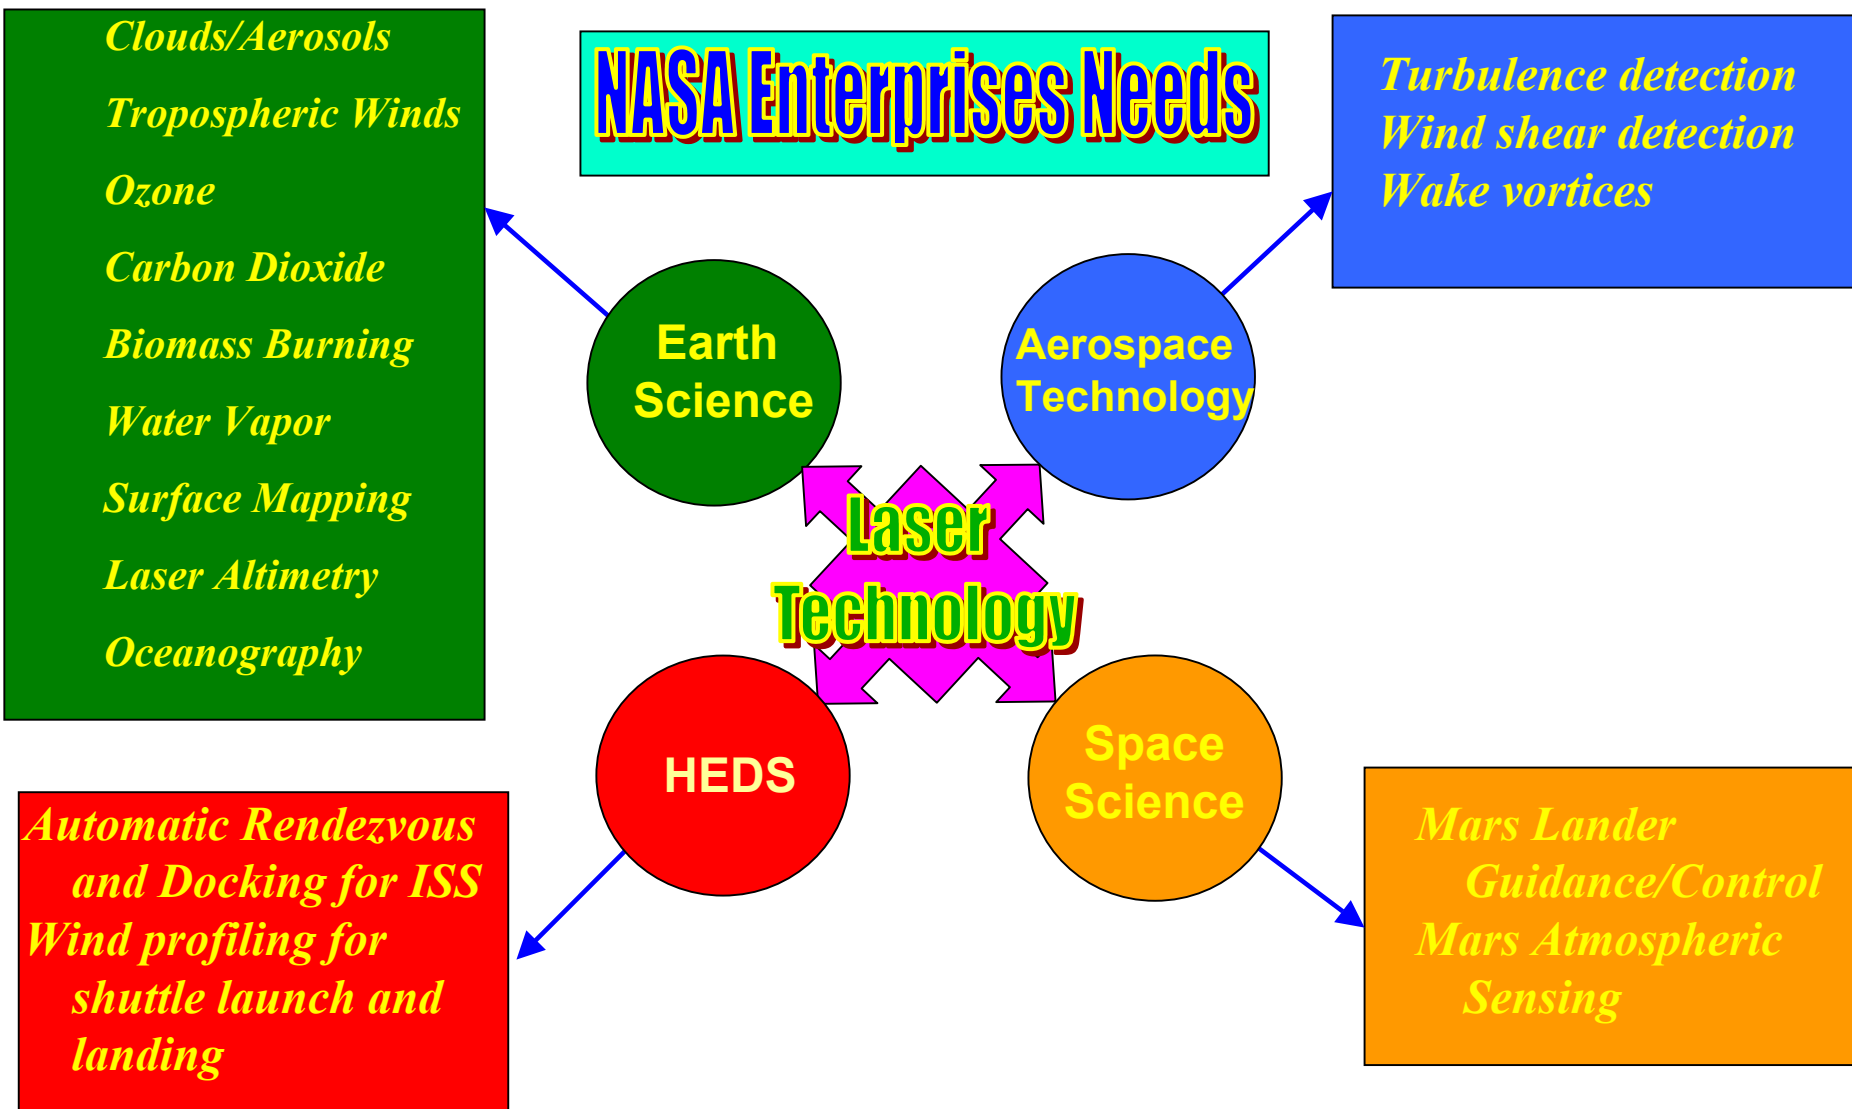 NASA Enterprises Needs
Clouds/Aerosols
Tropospheric Winds
Ozone
Carbon Dioxide
Biomass Burning
Water Vapor
Surface Mapping
Laser Altimetry
Oceanography
Turbulence detection
Wind shear detection
Wake vortices
Earth
Science
Aerospace
Technology
Laser
Technology
HEDS
Space
Science
Automatic Rendezvous
and Docking for ISS
Wind profiling for
shuttle launch and
landing
Mars Lander
Guidance/Control
Mars Atmospheric
Sensing